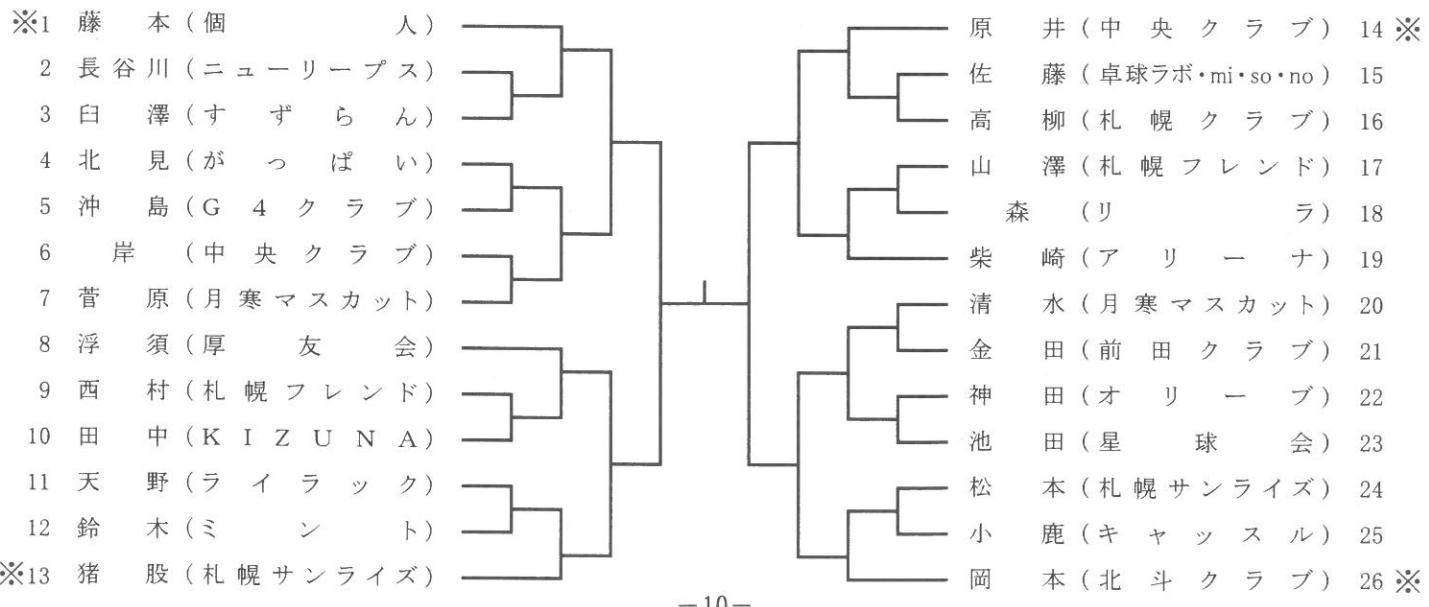 ※1 藤本(個人)
2 長谷川(ニューリープス)
3 臼澤(すずらん)
4 北見(がっぱい)
5 沖島(G4クラブ)
6 岸(中央クラブ)
7 菅原(月寒マスカット)
8 浮須(厚友会)
9 西村(札幌フレンド)
10 田中(KIZUNA)
11 天野(ライラック)
12 鈴木(ミント)
※13 猪股(札幌サンライズ)
原井(中央クラブ) 14※
佐藤(卓球ラボ・mi・so・no) 15
高柳(札幌クラブ) 16
山澤(札幌フレンド) 17
森(リラ) 18
柴崎(アリーナ) 19
清水(月寒マスカット) 20
金田(前田クラブ) 21
神田(オリーブ) 22
池田(星球会) 23
松本(札幌サンライズ) 24
小鹿(キャッスル) 25
岡本(北斗クラブ) 26※
－10－